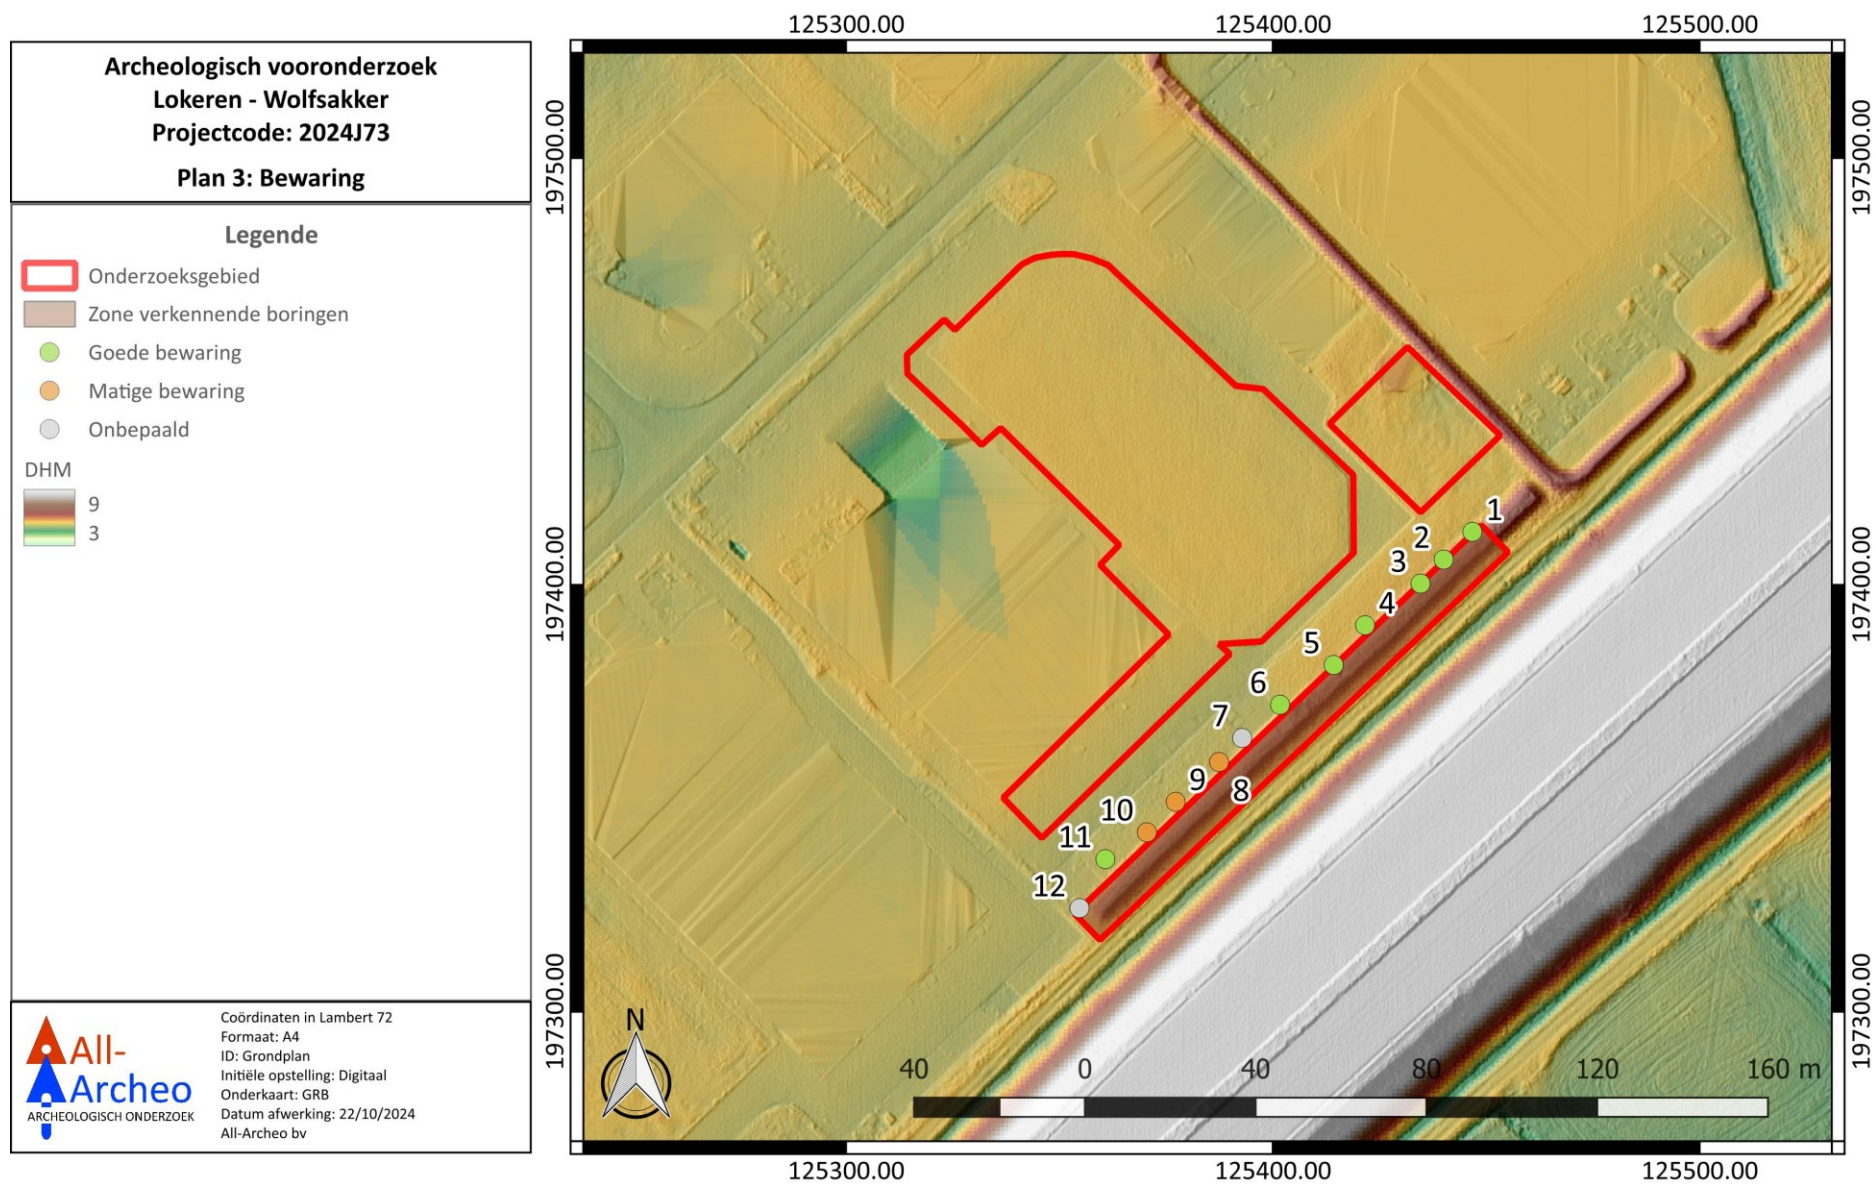 Archeologisch vooronderzoek
Lokeren - Wolfsakker
Projectcode: 2024J73
Plan 3: Bewaring
Legende
Onderzoeksgebied
Zone verkennende boringen
Goede bewaring
Matige bewaring
Onbepaald
DHM
9
3
All-
Archeo
ARCHEOLOGISCH ONDERZOEK
Coördinaten in Lambert 72
Formaat: A4
ID: Grondplan
Initiële opstelling: Digitaal
Onderkaart: GRB
Datum afwerking: 22/10/2024
All-Archeo bv
125300.00 125400.00 125500.00
197500.00 197500.00
197400.00 197400.00
197300.00 197300.00
1
2
3
4
5
6
7
8
9
10
11
12
N
40 0 40 80 120 160 m
125300.00 125400.00 125500.00